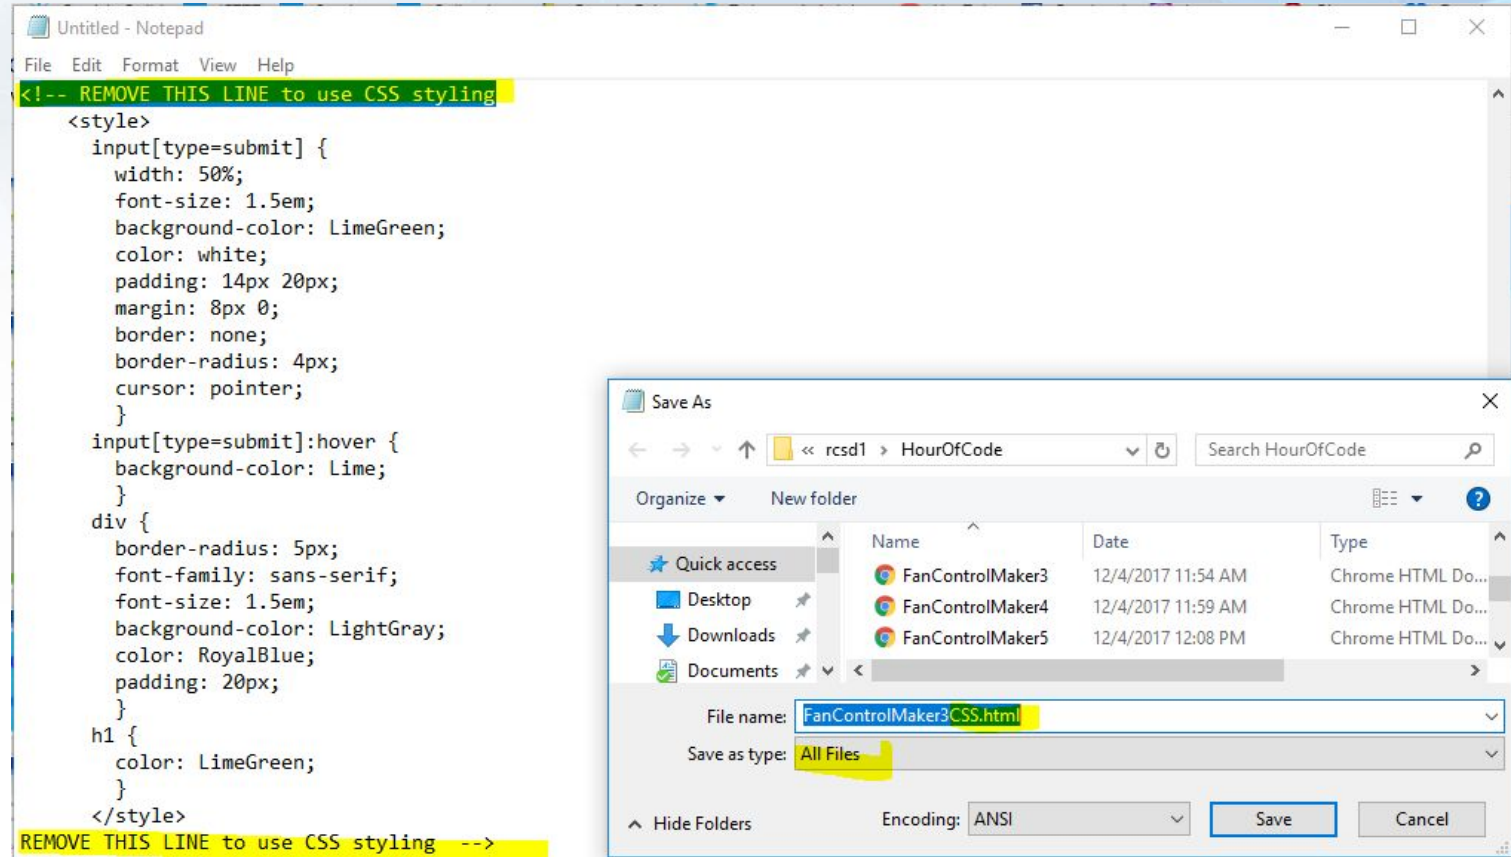 Untitled - Notepad
File Edit Format View Help
<!-- REMOVE THIS LINE to use CSS styling
<style>
input[type=submit] {
width: 50%;
font-size: 1.5em;
background-color: LimeGreen;
color: white;
padding: 14px 20px;
margin: 8px 0;
border: none;
border-radius: 4px;
cursor: pointer;
}
input[type=submit]:hover {
background-color: Lime;
}
div {
border-radius: 5px;
font-family: sans-serif;
font-size: 1.5em;
background-color: LightGray;
color: RoyalBlue;
padding: 20px;
}
h1 {
color: LimeGreen;
}
</style>
REMOVE THIS LINE to use CSS styling -->
Save As
« rcsd1 > HourOfCode
Search HourOfCode
Organize New folder
Name Date Type
Quick access
Desktop
Downloads
Documents
FanControlMaker3 12/4/2017 11:54 AM Chrome HTML Do...
FanControlMaker4 12/4/2017 11:59 AM Chrome HTML Do...
FanControlMaker5 12/4/2017 12:08 PM Chrome HTML Do...
File name: FanControlMaker3CSS.html
Save as type: All Files
Hide Folders
Encoding: ANSI
Save
Cancel